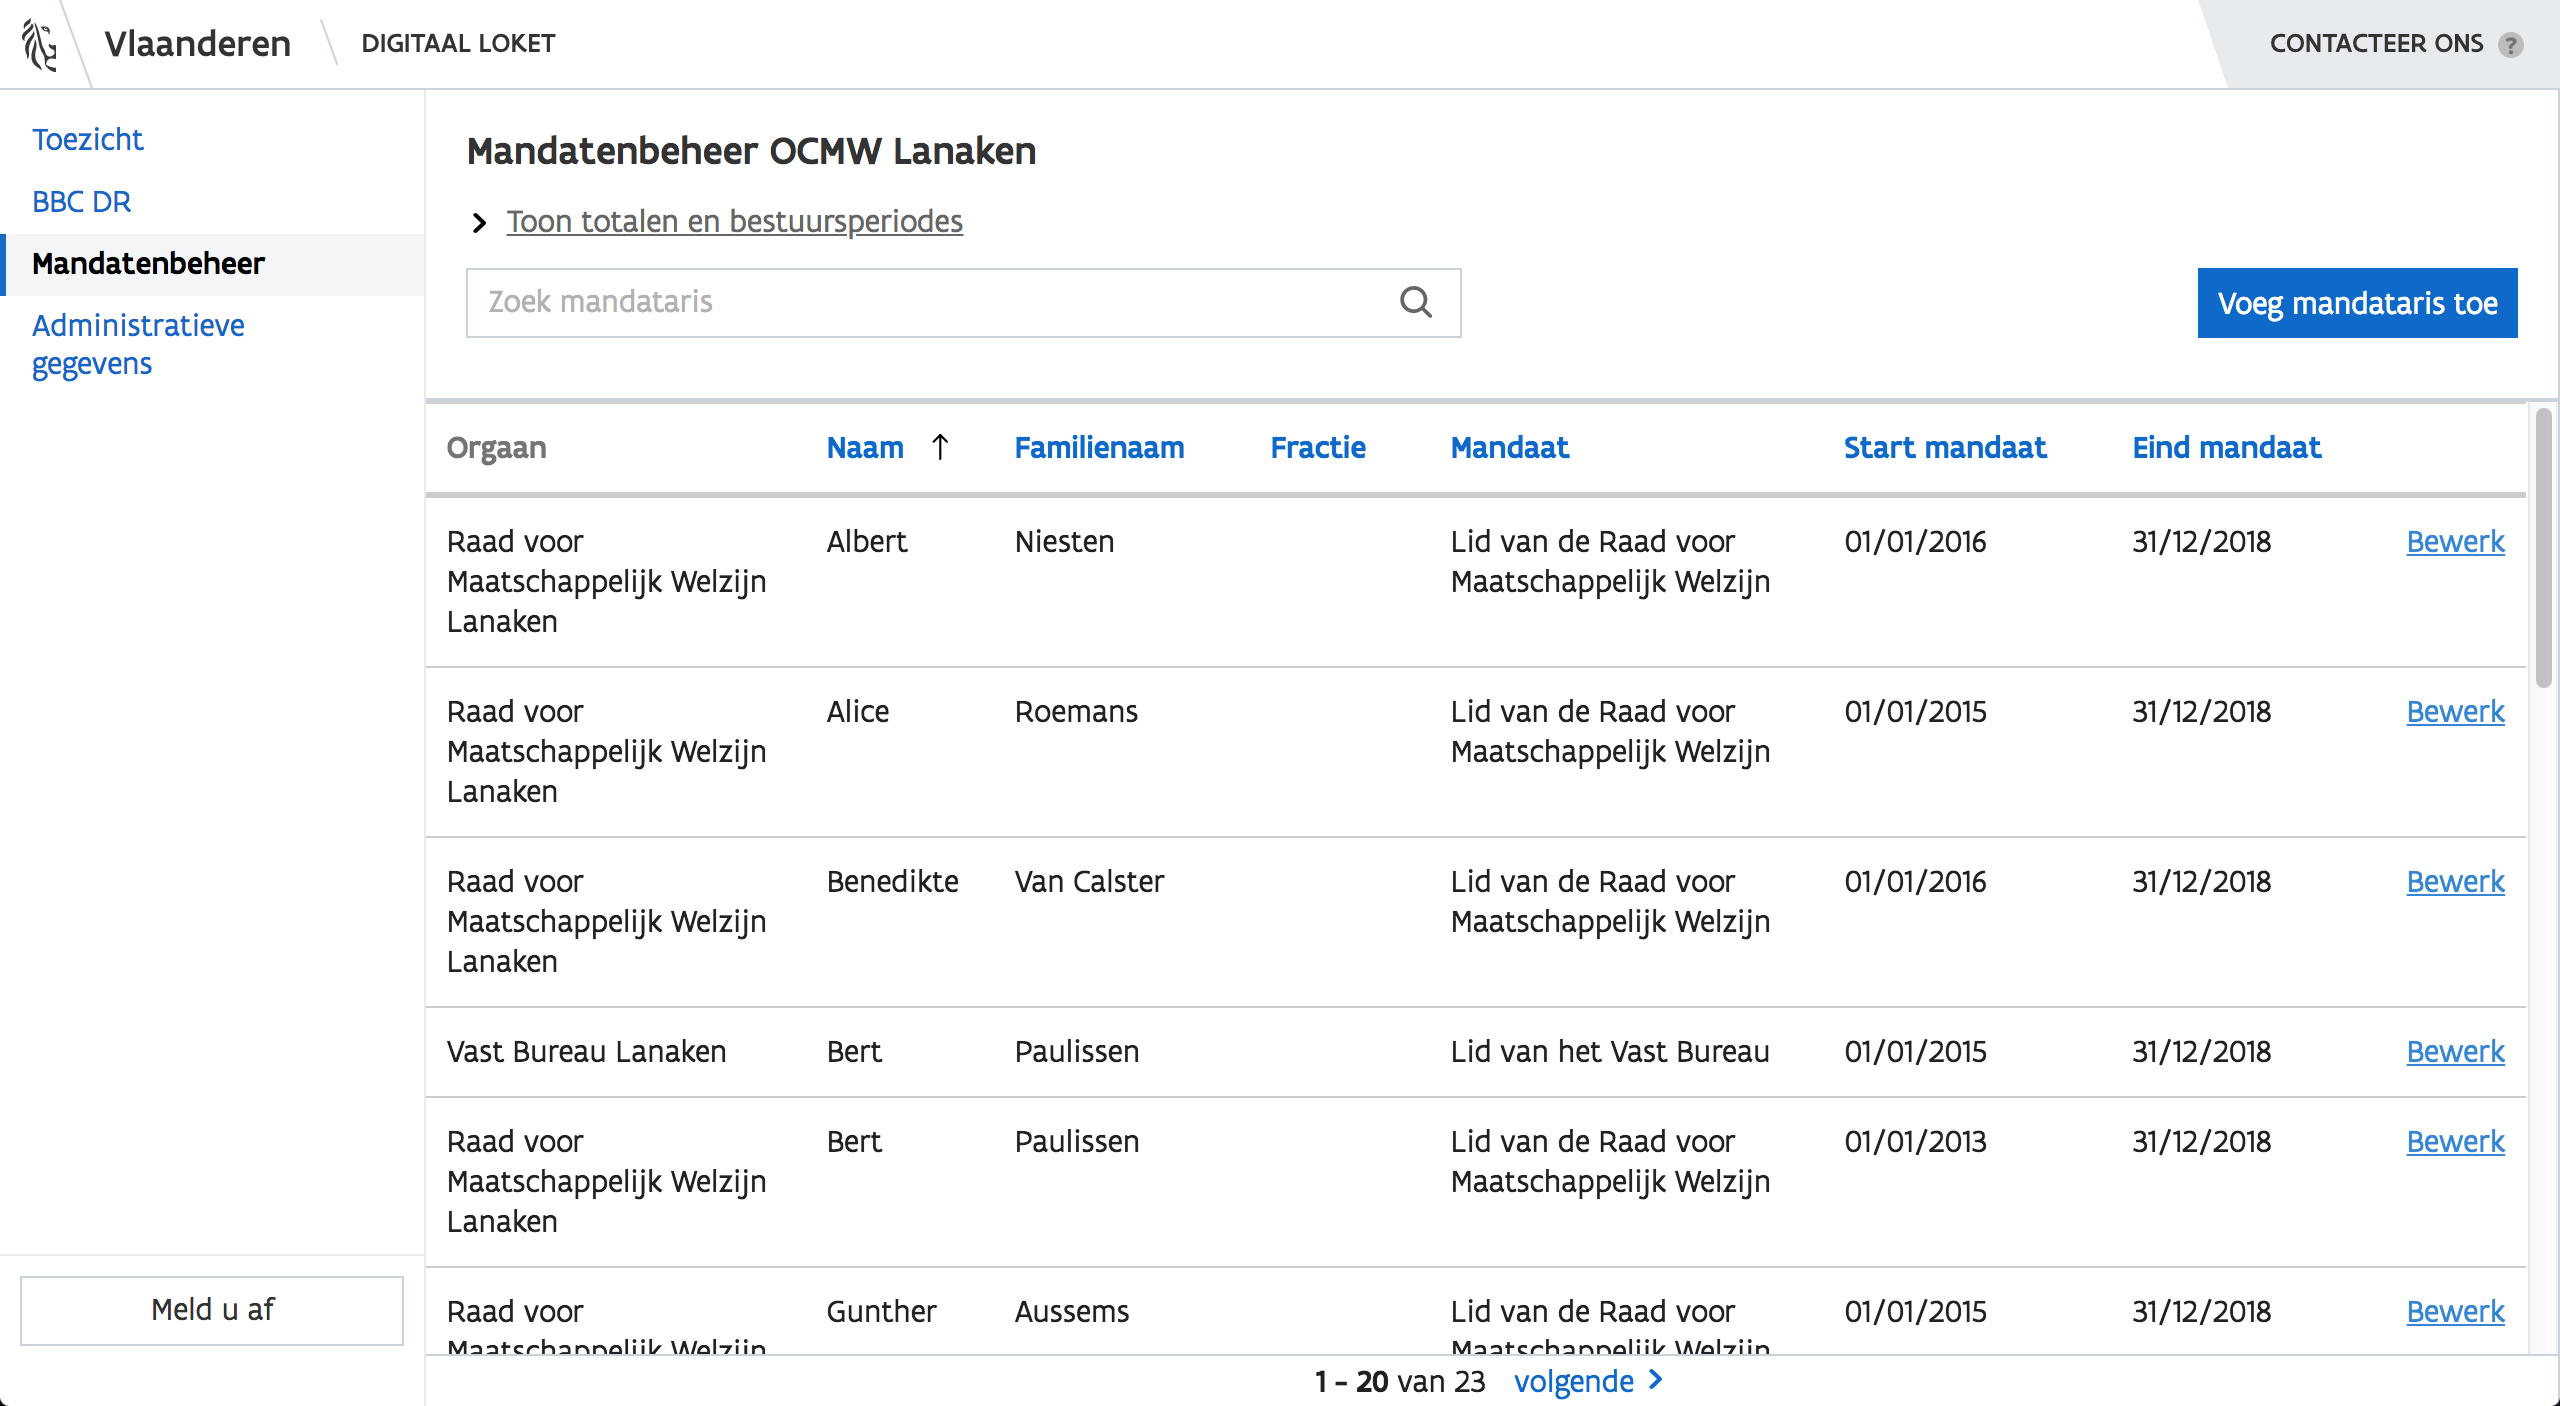 Vlaanderen
DIGITAAL LOKET
CONTACTEER ONS ?
Toezicht
BBC DR
Mandatenbeheer
Administratieve
gegevens
Meld u af
Mandatenbeheer OCMW Lanaken
Toon totalen en bestuursperiodes
Zoek mandataris
Voeg mandataris toe
Orgaan Naam ↑ Familienaam Fractie Mandaat Start mandaat Eind mandaat
Raad voor Albert Niesten Lid van de Raad voor 01/01/2016 31/12/2018 Bewerk
Maatschappelijk Welzijn Maatschappelijk Welzijn
Lanaken
Raad voor Alice Roemans Lid van de Raad voor 01/01/2015 31/12/2018 Bewerk
Maatschappelijk Welzijn Maatschappelijk Welzijn
Lanaken
Raad voor Benedikte Van Calster Lid van de Raad voor 01/01/2016 31/12/2018 Bewerk
Maatschappelijk Welzijn Maatschappelijk Welzijn
Lanaken
Vast Bureau Lanaken Bert Paulissen Lid van het Vast Bureau 01/01/2015 31/12/2018 Bewerk
Raad voor Bert Paulissen Lid van de Raad voor 01/01/2013 31/12/2018 Bewerk
Maatschappelijk Welzijn Maatschappelijk Welzijn
Lanaken
Raad voor Gunther Aussems Lid van de Raad voor 01/01/2015 31/12/2018 Bewerk
Maatschappelijk Welzijn Maatschappelijk Welzijn
1 - 20 van 23 volgende